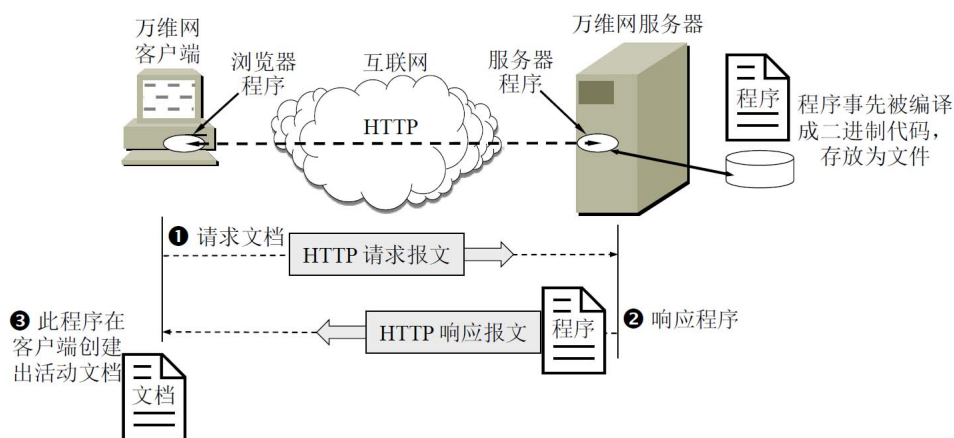 万维网
客户端
浏览器
程序
互联网
HTTP
服务器
程序
万维网服务器
程序
程序事先被编译
成二进制代码，
存放为文件
❶ 请求文档
HTTP 请求报文
❸ 此程序在
客户端创建
出活动文档
文档
HTTP 响应报文
程序
❷ 响应程序